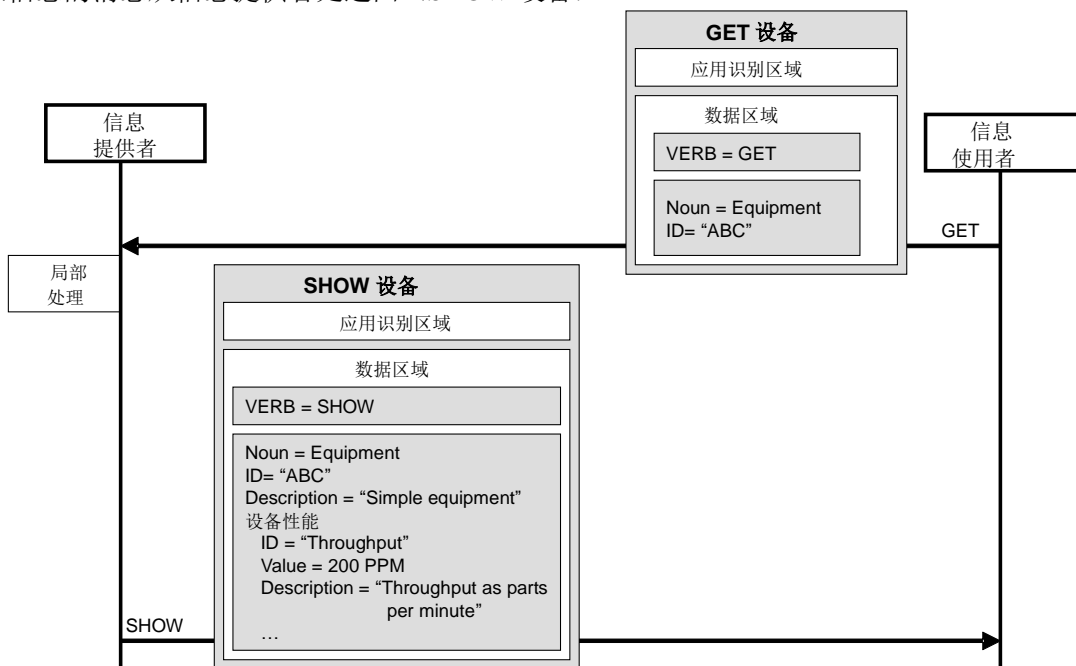 GET 设备
应用识别区域
数据区域
VERB = GET
Noun = Equipment
ID= “ABC”
信息
提供者
信息
使用者
GET
局部
处理
SHOW 设备
应用识别区域
数据区域
VERB = SHOW
Noun = Equipment
ID= “ABC”
Description = “Simple equipment”
设备性能
ID = “Throughput”
Value = 200 PPM
Description = “Throughput as parts
per minute”
…
SHOW